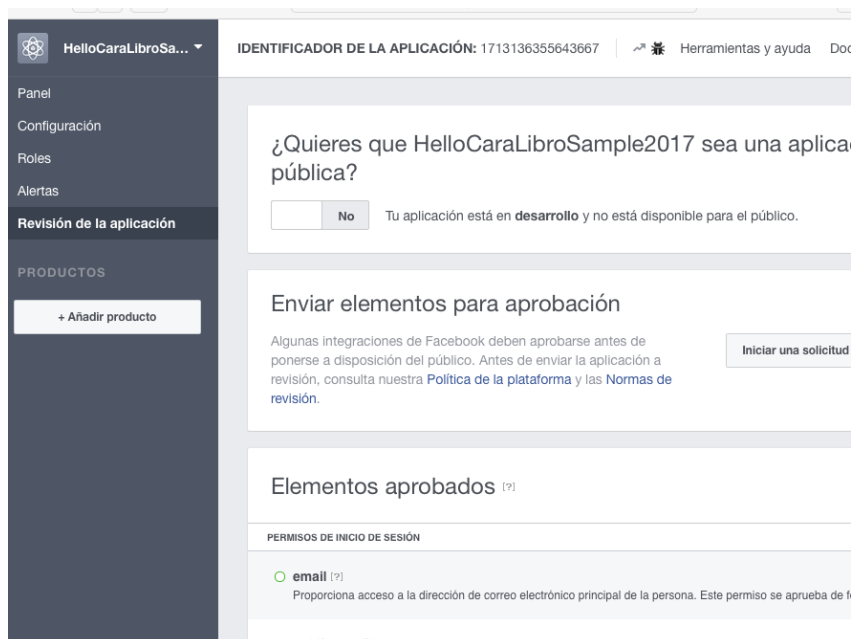 HelloCaraLibroSa...
IDENTIFICADOR DE LA APLICACIÓN: 1713136355643667
Herramientas y ayuda
Doc
Panel
Configuración
Roles
Alertas
Revisión de la aplicación
PRODUCTOS
+ Añadir producto
¿Quieres que HelloCaraLibroSample2017 sea una aplica
pública?
No
Tu aplicación está en desarrollo y no está disponible para el público.
Enviar elementos para aprobación
Algunas integraciones de Facebook deben aprobarse antes de
ponerse a disposición del público. Antes de enviar la aplicación a
revisión, consulta nuestra Política de la plataforma y las Normas de
revisión.
Iniciar una solicitud
Elementos aprobados [?]
PERMISOS DE INICIO DE SESIÓN
email [?]
Proporciona acceso a la dirección de correo electrónico principal de la persona. Este permiso se aprueba de f